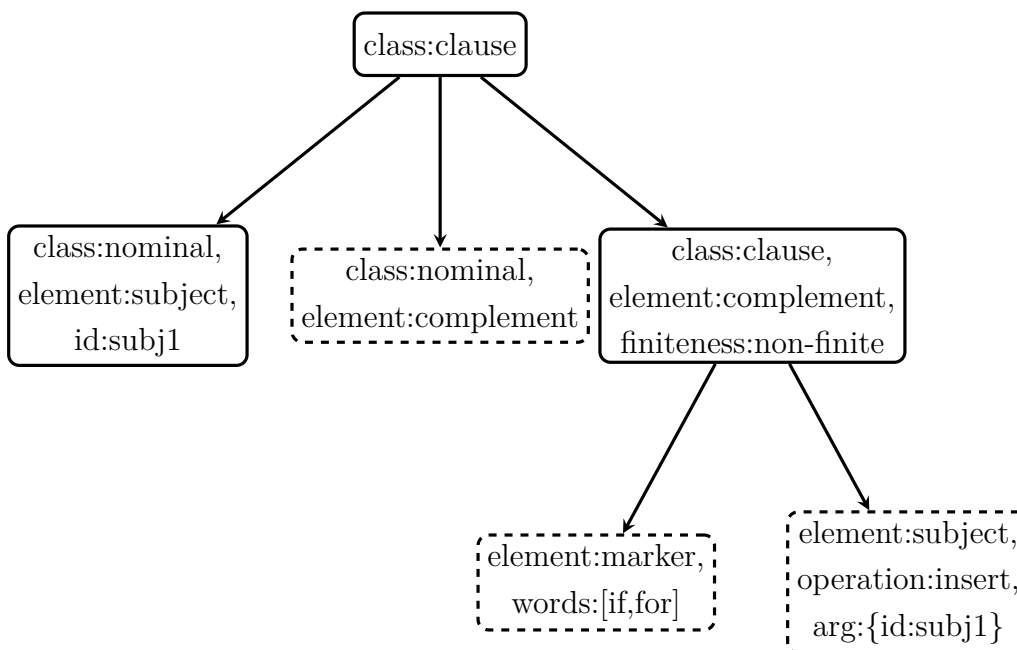 class:clause
class:nominal,
element:subject,
id:subj1
class:nominal,
element:complement
class:clause,
element:complement,
finiteness:non-finite
element:marker,
words:[if,for]
element:subject,
operation:insert,
arg:{id:subj1}